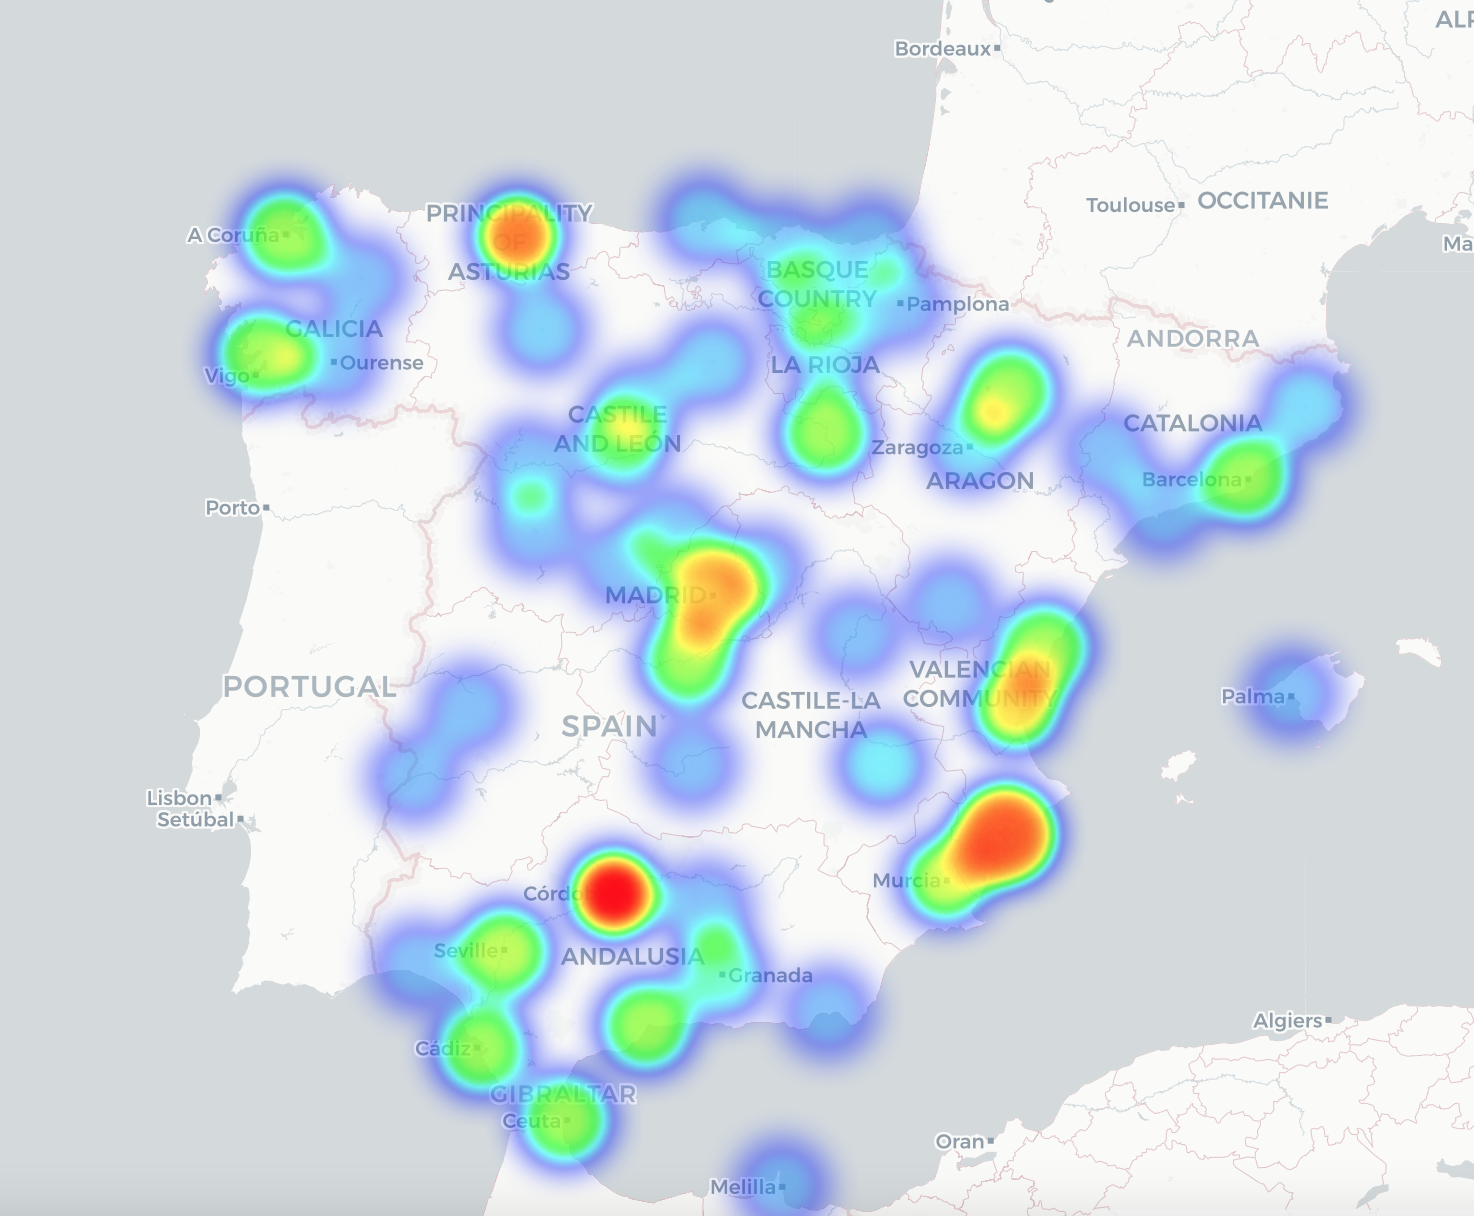 ALP
Bordeaux
Toulouse
OCCITANIE
PRINCIPALITY
OF
ASTURIAS
A Coruña
Ma
BASQUE
COUNTRY
Pamplona
GALICIA
Ourense
Vigo
ANDORRA
LA RIOJA
CASTILE
AND LEÓN
CATALONIA
Zaragoza
ARAGON
Barcelona
Porto
MADRID
PORTUGAL
VALENCIAN
COMMUNITY
Palma
CASTILE-LA
MANCHA
SPAIN
Lisbon
Setúbal
Murcia
Córdo
Seville
ANDALUSIA
Granada
Algiers
Cádiz
GIBRALTAR
Ceuta
Oran
Melilla